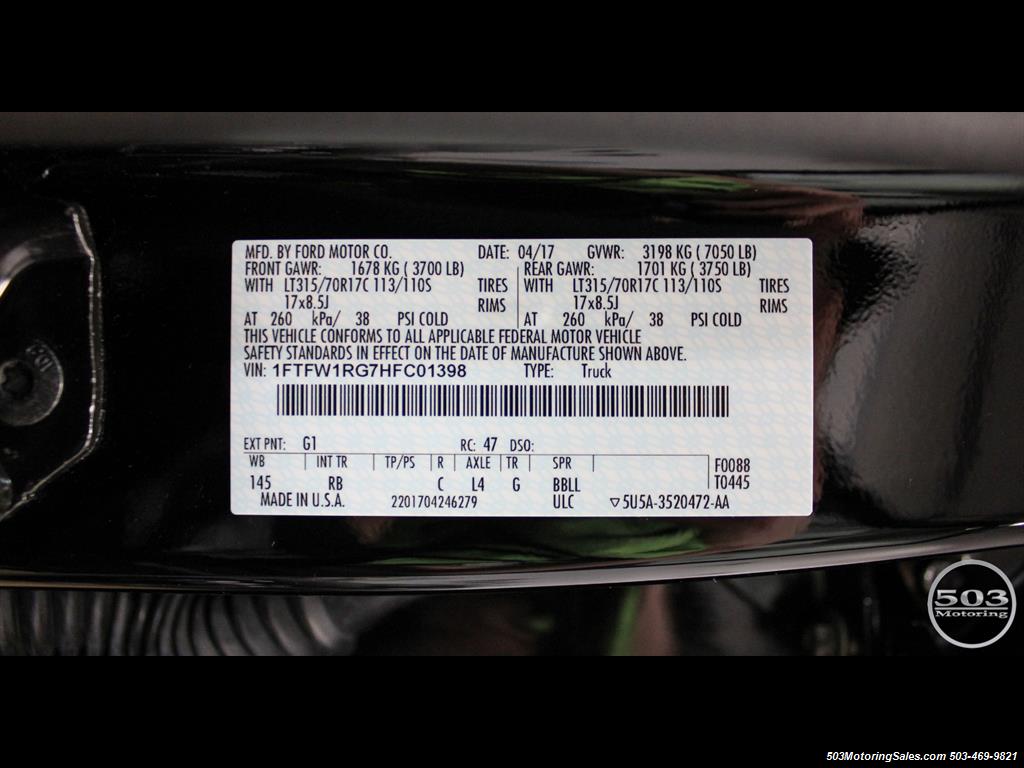 MFD. BY FORD MOTOR CO. DATE: 04/17 GVWR: 3198 KG ( 7050 LB)
FRONT GAWR: 1678 KG ( 3700 LB) REAR GAWR: 1701 KG ( 3750 LB)
WITH LT315/70R17C 113/110S TIRES WITH LT315/70R17C 113/110S TIRES
17x8.5J RIMS 17x8.5J RIMS
AT 260 kPa/ 38 PSI COLD AT 260 kPa/ 38 PSI COLD
THIS VEHICLE CONFORMS TO ALL APPLICABLE FEDERAL MOTOR VEHICLE
SAFETY STANDARDS IN EFFECT ON THE DATE OF MANUFACTURE SHOWN ABOVE.
VIN: 1FTFW1RG7HFC01398 TYPE: Truck
EXT PNT: G1 RC: 47 DSO:
WB INT TR TP/PS R AXLE TR SPR F0088
145 RB C L4 G BBLL T0445
MADE IN U.S.A. 2201704246279 ULC ▽5U5A-3520472-AA
503
Motoring
503MotoringSales.com 503-469-9821